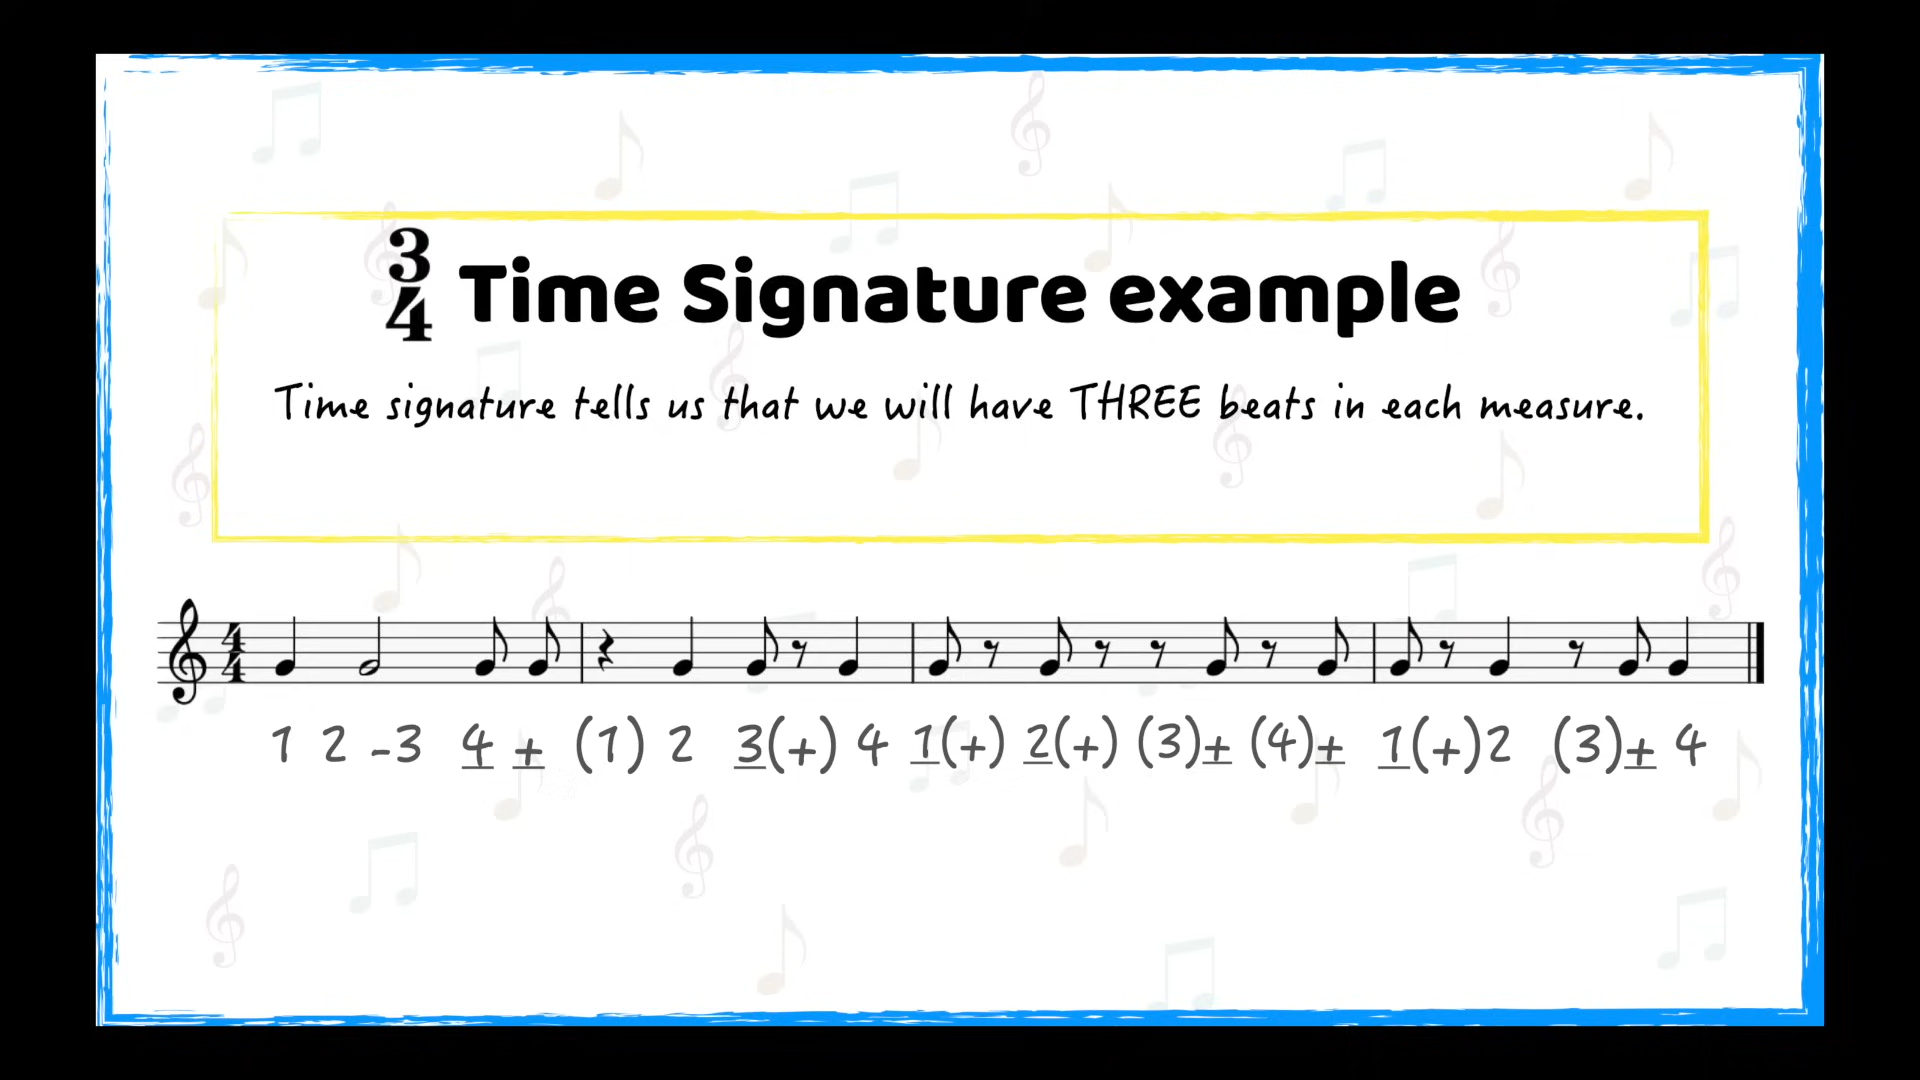 3/4 Time Signature example
Time signature tells us that we will have THREE beats in each measure.
4/4
1 2 -3 4 + (1) 2 3(+) 4 1(+) 2(+) (3)+ (4)+ 1(+)2 (3)+ 4